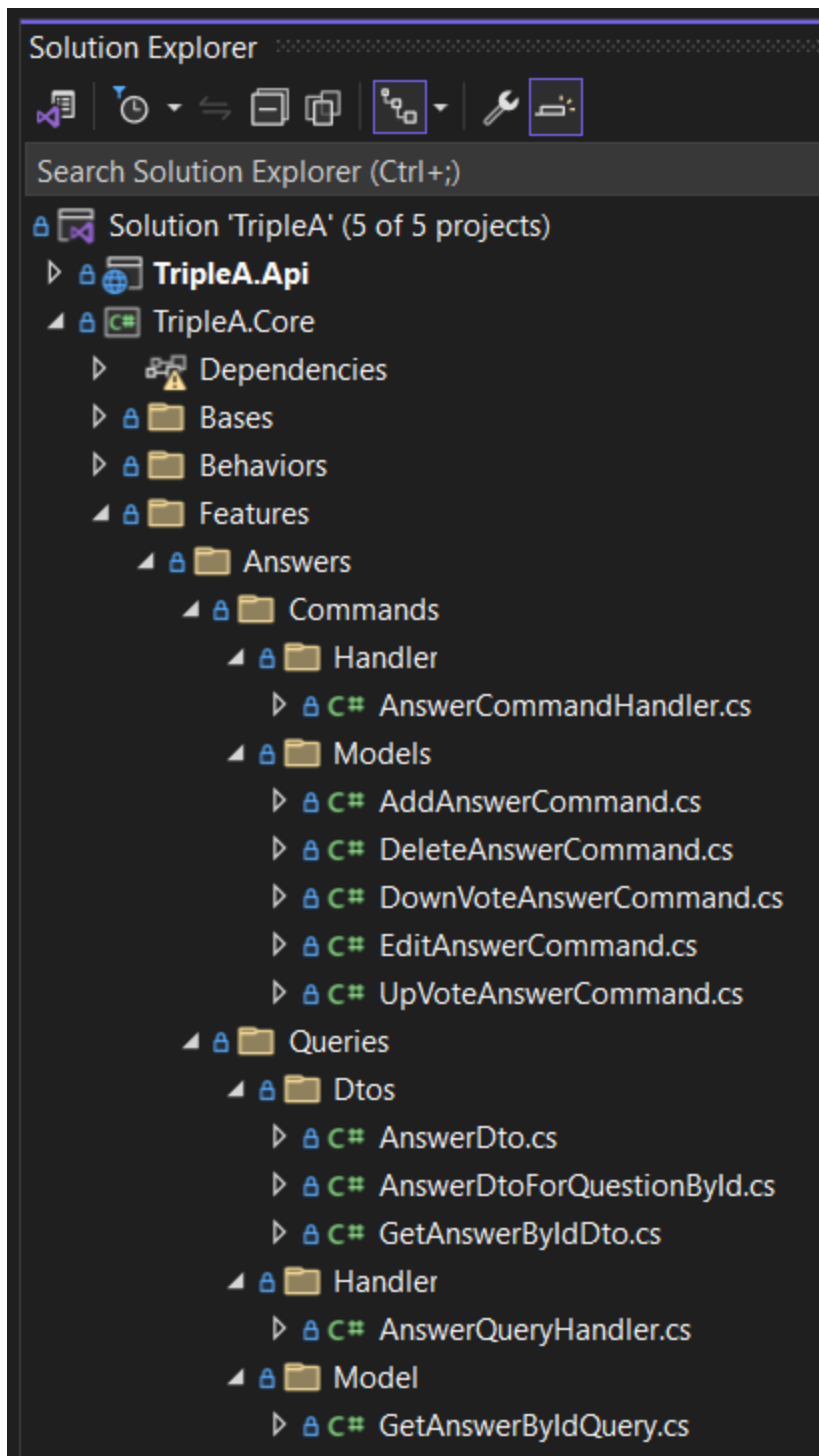 Solution Explorer
Search Solution Explorer (Ctrl+;)
Solution 'TripleA' (5 of 5 projects)
TripleA.Api
C# TripleA.Core
Dependencies
Bases
Behaviors
Features
Answers
Commands
Handler
C# AnswerCommandHandler.cs
Models
C# AddAnswerCommand.cs
C# DeleteAnswerCommand.cs
C# DownVoteAnswerCommand.cs
C# EditAnswerCommand.cs
C# UpVoteAnswerCommand.cs
Queries
Dtos
C# AnswerDto.cs
C# AnswerDtoForQuestionById.cs
C# GetAnswerByIdDto.cs
Handler
C# AnswerQueryHandler.cs
Model
C# GetAnswerByIdQuery.cs